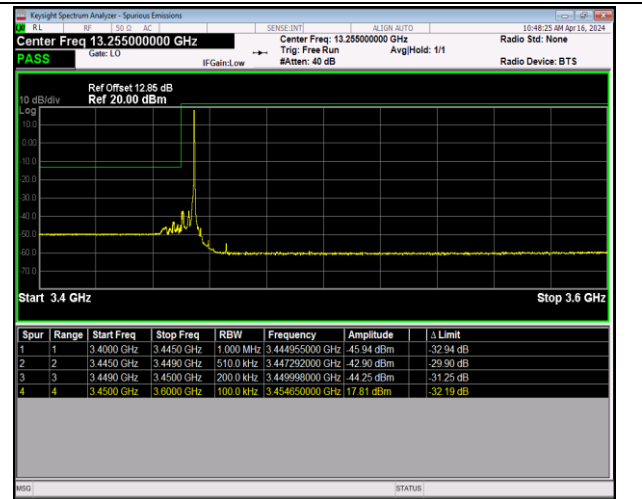 Keysight Spectrum Analyzer - Spurious Emissions
RL RF 50 Ω AC SENSE:INT ALIGN AUTO 10:48:25 AM Apr 16, 2024
Center Freq 13.255000000 GHz Center Freq: 13.255000000 GHz Radio Std: None
PASS Gate: LO Trig: Free Run Avg|Hold: 1/1
IFGain:Low #Atten: 40 dB Radio Device: BTS
Ref Offset 12.85 dB
10 dB/div Ref 20.00 dBm
Log
10.0
0.00
-10.0
-20.0
-30.0
-40.0
-50.0
-60.0
-70.0
Start 3.4 GHz Stop 3.6 GHz
Spur Range Start Freq Stop Freq RBW Frequency Amplitude Δ Limit
1 1 3.4000 GHz 3.4450 GHz 1.000 MHz 3.444955000 GHz -45.94 dBm -32.94 dB
2 2 3.4450 GHz 3.4490 GHz 510.0 kHz 3.447292000 GHz -42.90 dBm -29.90 dB
3 3 3.4490 GHz 3.4500 GHz 200.0 kHz 3.449998000 GHz -44.25 dBm -31.25 dB
4 4 3.4500 GHz 3.6000 GHz 100.0 kHz 3.454650000 GHz 17.81 dBm -32.19 dB
MSG STATUS